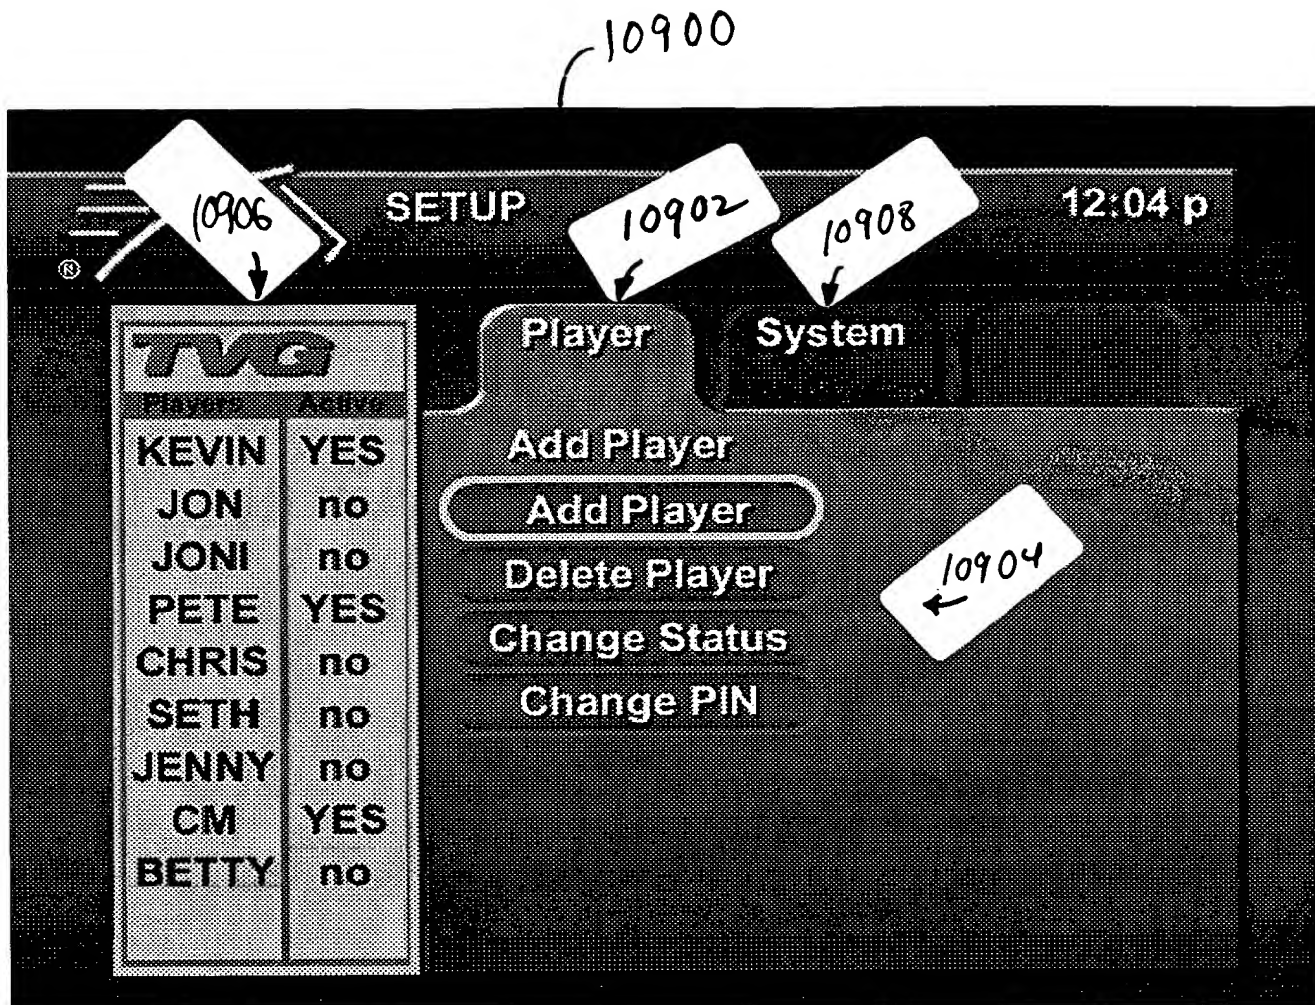 10900
10906
SETUP
10902
10908
12:04 p
®
TVG
Players Active
KEVIN YES
JON no
JONI no
PETE YES
CHRIS no
SETH no
JENNY no
CM YES
BETTY no
Player
System
Add Player
Add Player
Delete Player
Change Status
Change PIN
10904